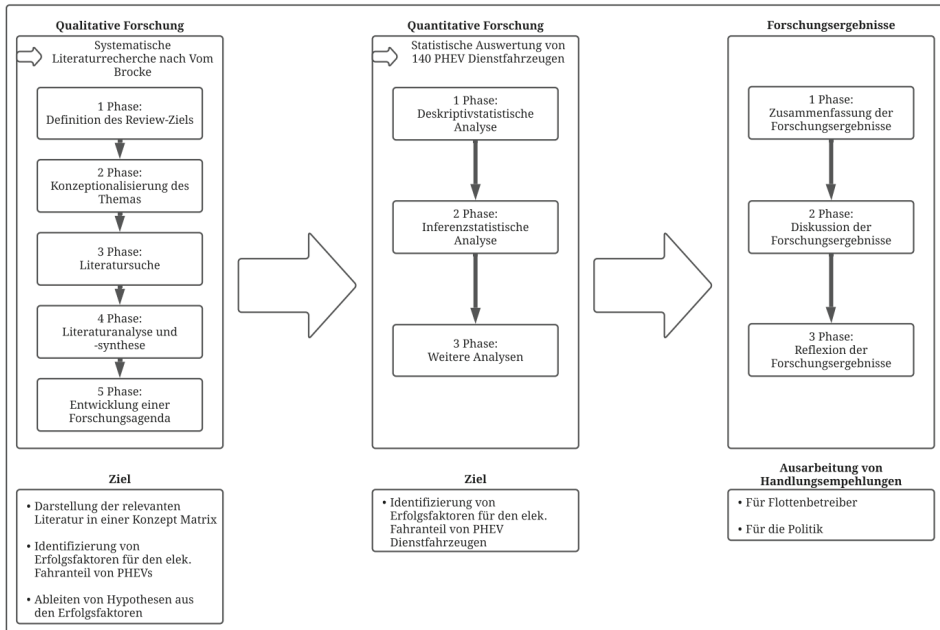 Qualitative Forschung
Systematische
Literaturrecherche nach Vom
Brocke
1 Phase:
Definition des Review-Ziels
2 Phase:
Konzeptionalisierung des
Themas
3 Phase:
Literatursuche
4 Phase:
Literaturanalyse und
-synthese
5 Phase:
Entwicklung einer
Forschungsagenda
Ziel
• Darstellung der relevanten
Literatur in einer Konzept Matrix
• Identifizierung von
Erfolgsfaktoren für den elek.
Fahranteil von PHEVs
• Ableiten von Hypothesen aus
den Erfolgsfaktoren
Quantitative Forschung
Statistische Auswertung von
140 PHEV Dienstfahrzeugen
1 Phase:
Deskriptivstatistische
Analyse
2 Phase:
Inferenzstatistische
Analyse
3 Phase:
Weitere Analysen
Ziel
• Identifizierung von
Erfolgsfaktoren für den elek.
Fahranteil von PHEV
Dienstfahrzeugen
Forschungsergebnisse
1 Phase:
Zusammenfassung der
Forschungsergebnisse
2 Phase:
Diskussion der
Forschungsergebnisse
3 Phase:
Reflexion der
Forschungsergebnisse
Ausarbeitung von
Handlungsempehlungen
• Für Flottenbetreiber
• Für die Politik